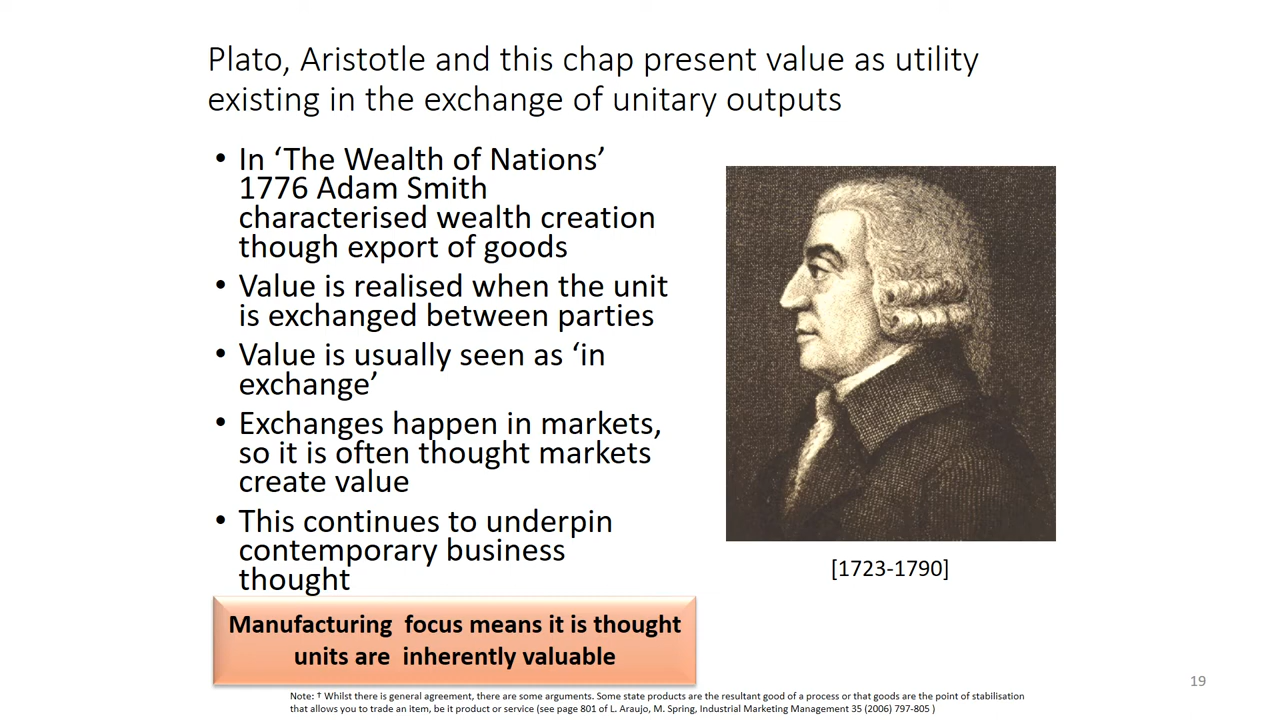 Plato, Aristotle and this chap present value as utility
existing in the exchange of unitary outputs
• In ‘The Wealth of Nations’
1776 Adam Smith
characterised wealth creation
though export of goods
• Value is realised when the unit
is exchanged between parties
• Value is usually seen as ‘in
exchange’
• Exchanges happen in markets,
so it is often thought markets
create value
• This continues to underpin
contemporary business
thought
[1723-1790]
Manufacturing focus means it is thought
units are inherently valuable
19
Note: † Whilst there is general agreement, there are some arguments. Some state products are the resultant good of a process or that goods are the point of stabilisation
that allows you to trade an item, be it product or service (see page 801 of L. Araujo, M. Spring, Industrial Marketing Management 35 (2006) 797-805 )